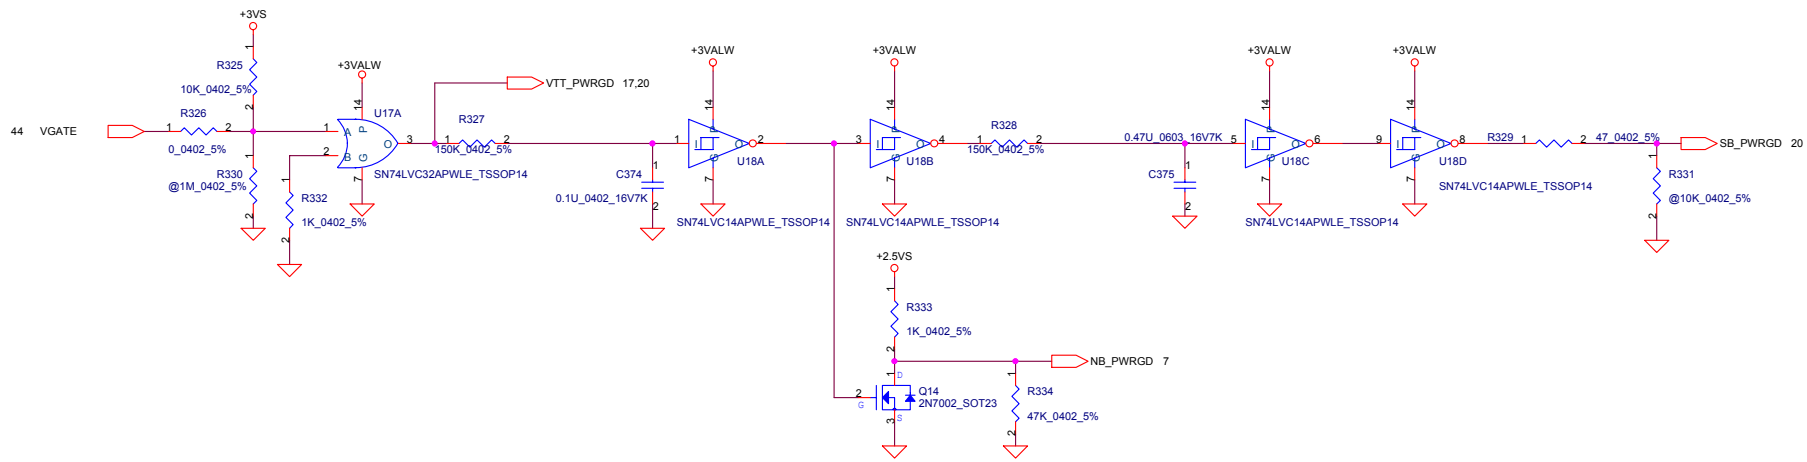 +3VS
1
R325
10K_0402_5%
2
44 VGATE
1
R326
2
0_0402_5%
1
R330
@1M_0402_5%
2
1
R332
1K_0402_5%
2
+3VALW
14
U17A
1
A
P
2
B
G
O
3
7
SN74LVC32APWLE_TSSOP14
VTT_PWRGD 17,20
R327
1
2
150K_0402_5%
1
C374
0.1U_0402_16V7K
2
+3VALW
14
1
I
P
O
2
G
7
U18A
SN74LVC14APWLE_TSSOP14
+3VALW
14
3
I
P
O
4
G
7
U18B
SN74LVC14APWLE_TSSOP14
R328
1
2
150K_0402_5%
0.47U_0603_16V7K
1
C375
2
+3VALW
14
5
I
P
O
6
G
7
U18C
SN74LVC14APWLE_TSSOP14
+3VALW
14
9
I
P
O
8
G
7
U18D
SN74LVC14APWLE_TSSOP14
R329
1
2
47_0402_5%
SB_PWRGD 20
1
R331
@10K_0402_5%
2
+2.5VS
1
R333
1K_0402_5%
2
NB_PWRGD 7
1
D
2
G
Q14
2N7002_SOT23
3
S
1
R334
47K_0402_5%
2